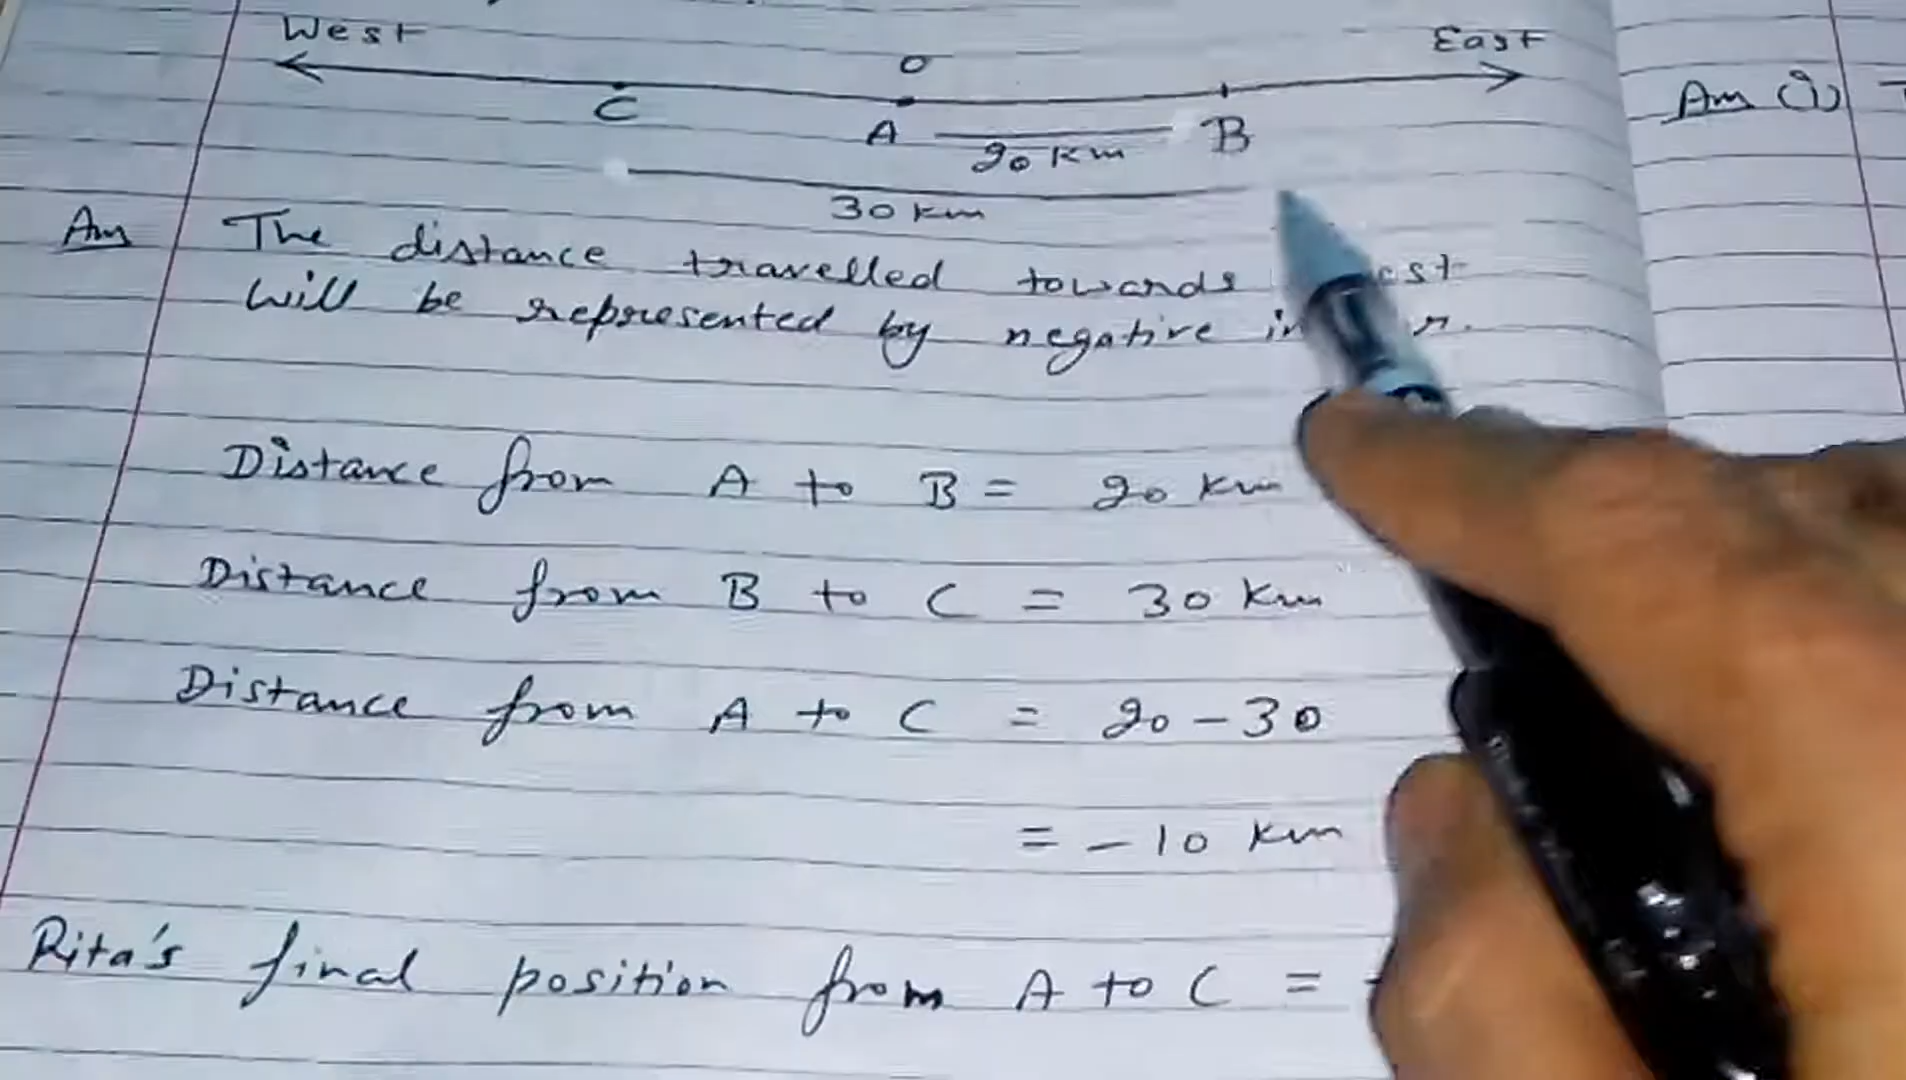 West
East
O
C
A
B
20 Km
30 Km
Ans (i)
Ans The distance travelled towards
will be represented by negative
Distance from A to B = 20 Km
Distance from B to C = 30 Km
Distance from A to C = 20 - 30
= - 10 Km
Rita's final position from A to C =